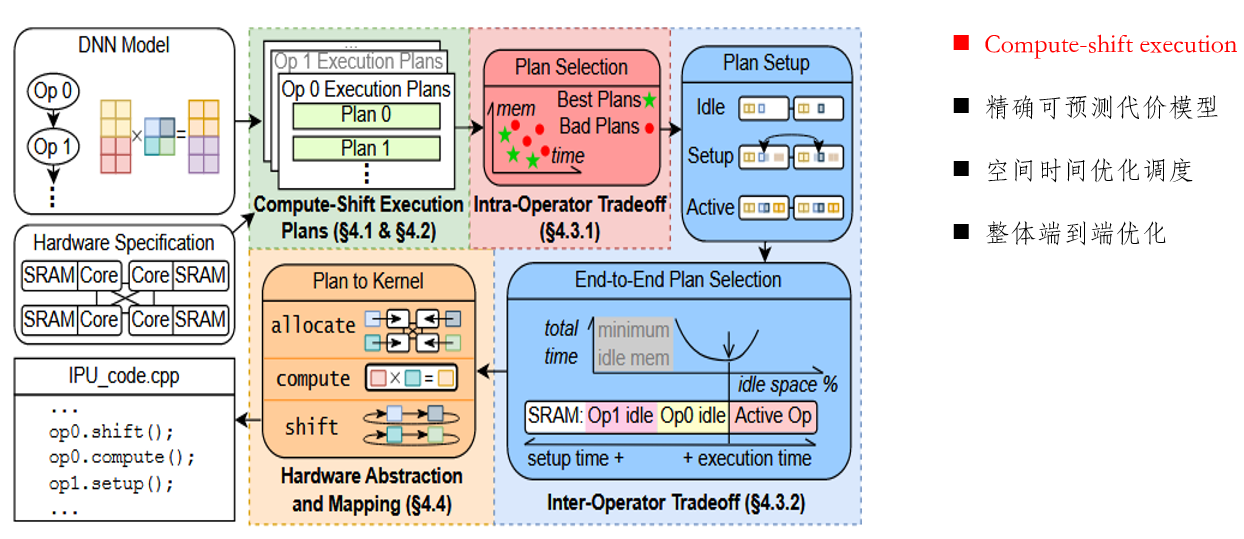 DNN Model
Op 0
Op 1
×
=
Hardware Specification
SRAM Core Core SRAM
SRAM Core Core SRAM
...
Op 1 Execution Plans
Op 0 Execution Plans
Plan 0
Plan 1
Compute-Shift Execution
Plans (§4.1 & §4.2)
Plan Selection
mem
Best Plans
Bad Plans
time
Intra-Operator Tradeoff
(§4.3.1)
Plan Setup
Idle
Setup
Active
End-to-End Plan Selection
total
time
minimum
idle mem
idle space %
SRAM: Op1 idle Op0 idle Active Op
setup time + + execution time
Inter-Operator Tradeoff (§4.3.2)
Plan to Kernel
allocate
compute
×
=
shift
Hardware Abstraction
and Mapping (§4.4)
IPU_code.cpp
...
op0.shift();
op0.compute();
op1.setup();
...
Compute-shift execution
精确可预测代价模型
空间时间优化调度
整体端到端优化